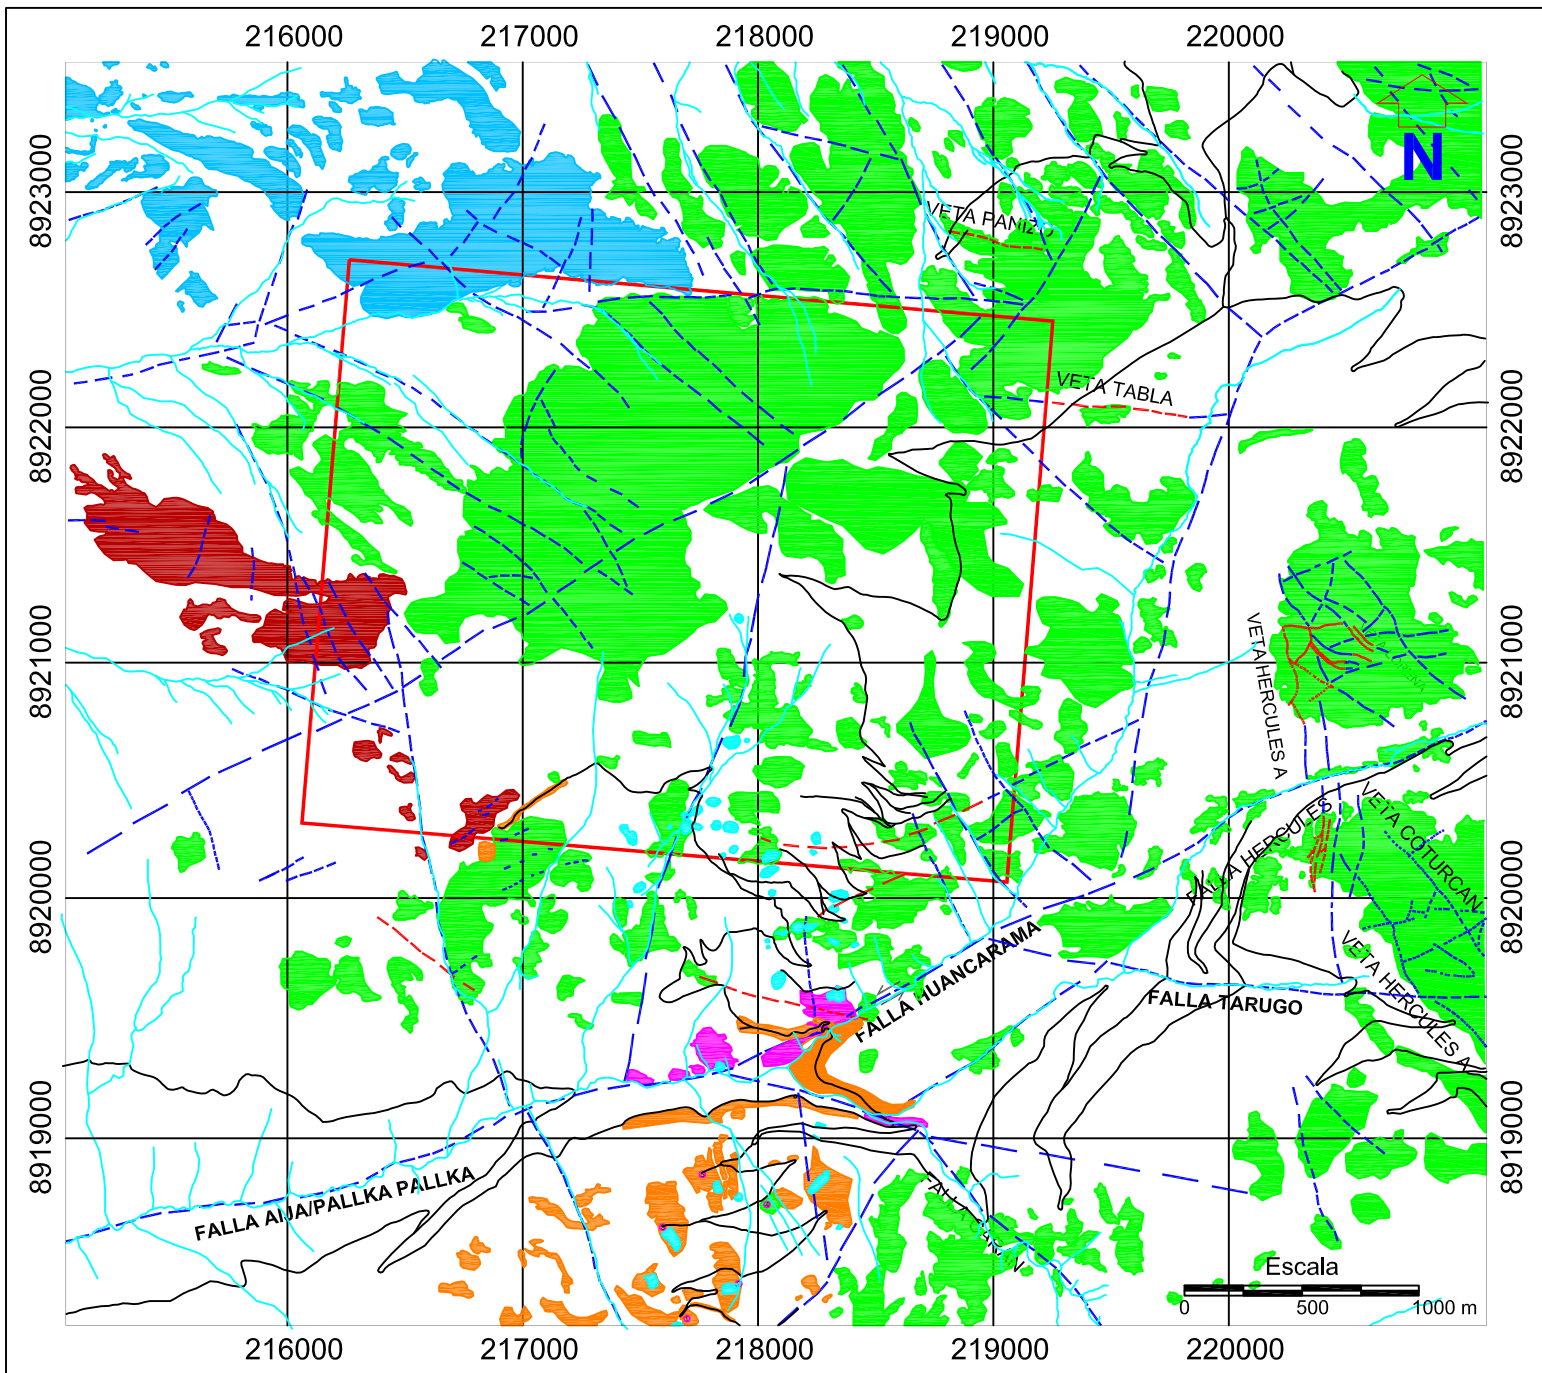 216000 217000 218000 219000 220000
N
8923000
8923000
VETA PANIZO
VETA TABLA
8922000
8922000
8921000
8921000
VETA HERCULES A
VETA COTURCAN
FALLA HERCULES
8920000
8920000
FALLA HUANCARAMA
VETA HERCULES A
FALLA TARUGO
8919000
8919000
FALLA AIJA/PALLKA PALLKA
FALLA
Escala
0 500 1000 m
216000 217000 218000 219000 220000